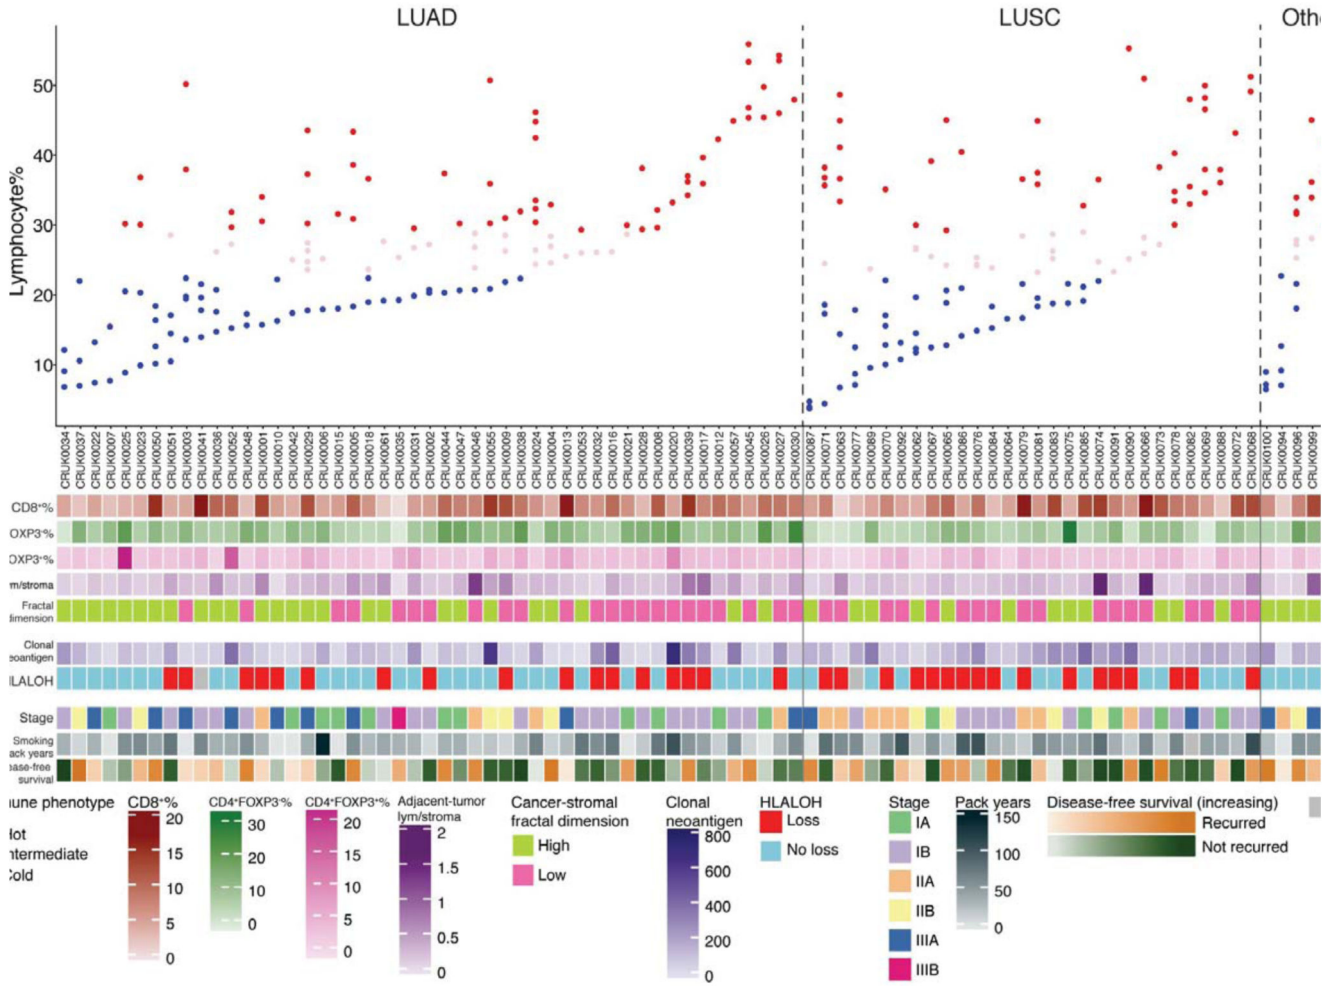 LUAD
LUSC
Othe
Lymphocyte%
50
40
30
20
10
CRUK0034
CRUK0037
CRUK0022
CRUK0007
CRUK0025
CRUK0023
CRUK0050
CRUK0051
CRUK0003
CRUK0041
CRUK0036
CRUK0052
CRUK0048
CRUK0001
CRUK0010
CRUK0042
CRUK0029
CRUK0006
CRUK0015
CRUK0005
CRUK0018
CRUK0061
CRUK0035
CRUK0031
CRUK0002
CRUK0044
CRUK0047
CRUK0046
CRUK0055
CRUK0009
CRUK0038
CRUK0024
CRUK0004
CRUK0013
CRUK0053
CRUK0032
CRUK0016
CRUK0021
CRUK0028
CRUK0008
CRUK0020
CRUK0039
CRUK0017
CRUK0012
CRUK0057
CRUK0045
CRUK0026
CRUK0027
CRUK0030
CRUK0087
CRUK0071
CRUK0063
CRUK0077
CRUK0089
CRUK0070
CRUK0092
CRUK0062
CRUK0067
CRUK0065
CRUK0086
CRUK0076
CRUK0084
CRUK0064
CRUK0079
CRUK0081
CRUK0083
CRUK0075
CRUK0085
CRUK0074
CRUK0091
CRUK0090
CRUK0066
CRUK0073
CRUK0078
CRUK0082
CRUK0069
CRUK0088
CRUK0072
CRUK0068
CRUK0100
CRUK0094
CRUK0096
CRUK0099
CD8⁺%
OXP3⁻%
OXP3⁺%
m/stroma
Fractal
dimension
Clonal
eoantigen
HLALOH
Stage
Smoking
ack years
ase-free
survival
une phenotype
Hot
ntermediate
Cold
CD8⁺%
20
15
10
5
0
CD4⁺FOXP3⁻%
30
20
10
0
CD4⁺FOXP3⁺%
20
15
10
5
0
Adjacent-tumor
lym/stroma
2
1
0.5
0
Cancer-stromal
fractal dimension
High
Low
Clonal
neoantigen
800
600
400
200
0
HLALOH
Loss
No loss
Stage
IA
IB
IIA
IIB
IIIA
IIIB
Pack years
150
100
50
0
Disease-free survival (increasing)
Recurred
Not recurred